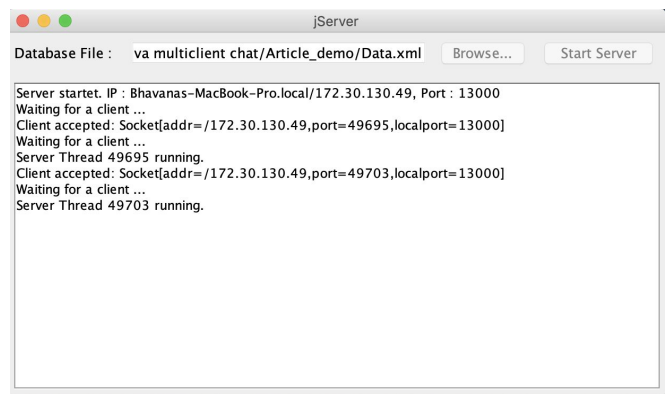 jServer
Database File : va multiclient chat/Article_demo/Data.xml Browse... Start Server
Server startet. IP : Bhavanas-MacBook-Pro.local/172.30.130.49, Port : 13000
Waiting for a client ...
Client accepted: Socket[addr=/172.30.130.49,port=49695,localport=13000]
Waiting for a client ...
Server Thread 49695 running.
Client accepted: Socket[addr=/172.30.130.49,port=49703,localport=13000]
Waiting for a client ...
Server Thread 49703 running.